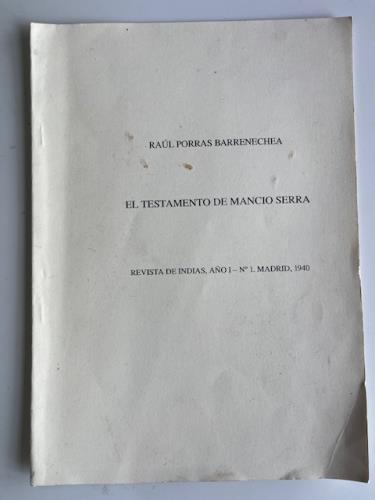 RAÚL PORRAS BARRENECHEA
EL TESTAMENTO DE MANCIO SERRA
REVISTA DE INDIAS, AÑO I – Nº 1. MADRID, 1940